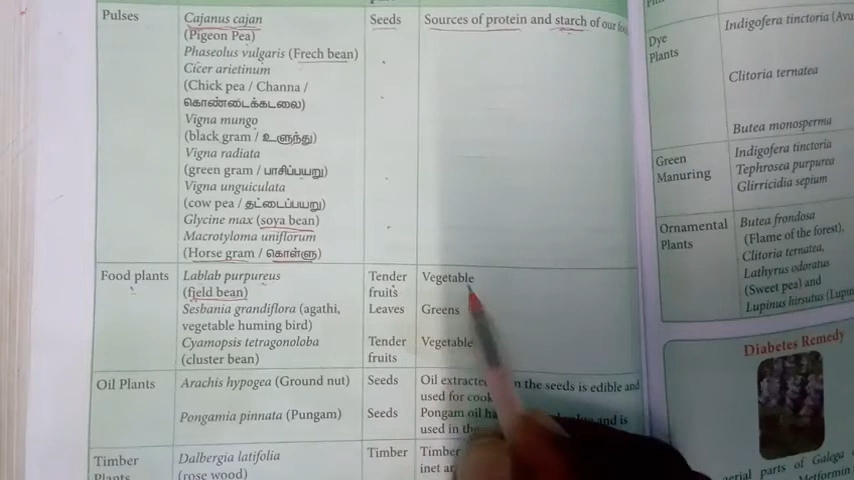 Pulses
Cajanus cajan
Seeds
Sources of protein and starch of our
(Pigeon Pea)
Phaseolus vulgaris (Frech bean)
Cicer arietinum
(Chick pea / Channa /
கொண்டைக்கடலை)
Vigna mungo
(black gram / உளுந்து)
Vigna radiata
(green gram / பாசிப்பயறு)
Vigna unguiculata
(cow pea / தட்டைப்பயறு)
Glycine max (soya bean)
Macrotyloma uniflorum
(Horse gram / கொள்ளு)
Food plants
Lablab purpureus
Tender
Vegetable
(field bean)
fruits
Sesbania grandiflora (agathi,
Leaves
Greens
vegetable huming bird)
Cyamopsis tetragonoloba
Tender
Vegetable
(cluster bean)
fruits
Oil Plants
Arachis hypogea (Ground nut)
Seeds
Oil extracted the seeds is edible and
used for
Pongamia pinnata (Pungam)
Seeds
Pongam oil and is
used in
Timber
Plants
Dalbergia latifolia
Timber
Timber
(rose wood)
Dye
Plants
Indigofera tinctoria
Clitoria ternatea
Butea monosperma
Green
Manuring
Indigofera tinctoria
Tephrosea purpurea
Glirricidia sepium
Ornamental
Plants
Butea frondosa
(Flame of the forest),
Clitoria ternatea,
Lathyrus odoratus
(Sweet pea) and
Lupinus hirsutus
Diabetes Remedy
parts of Galega
Metformin